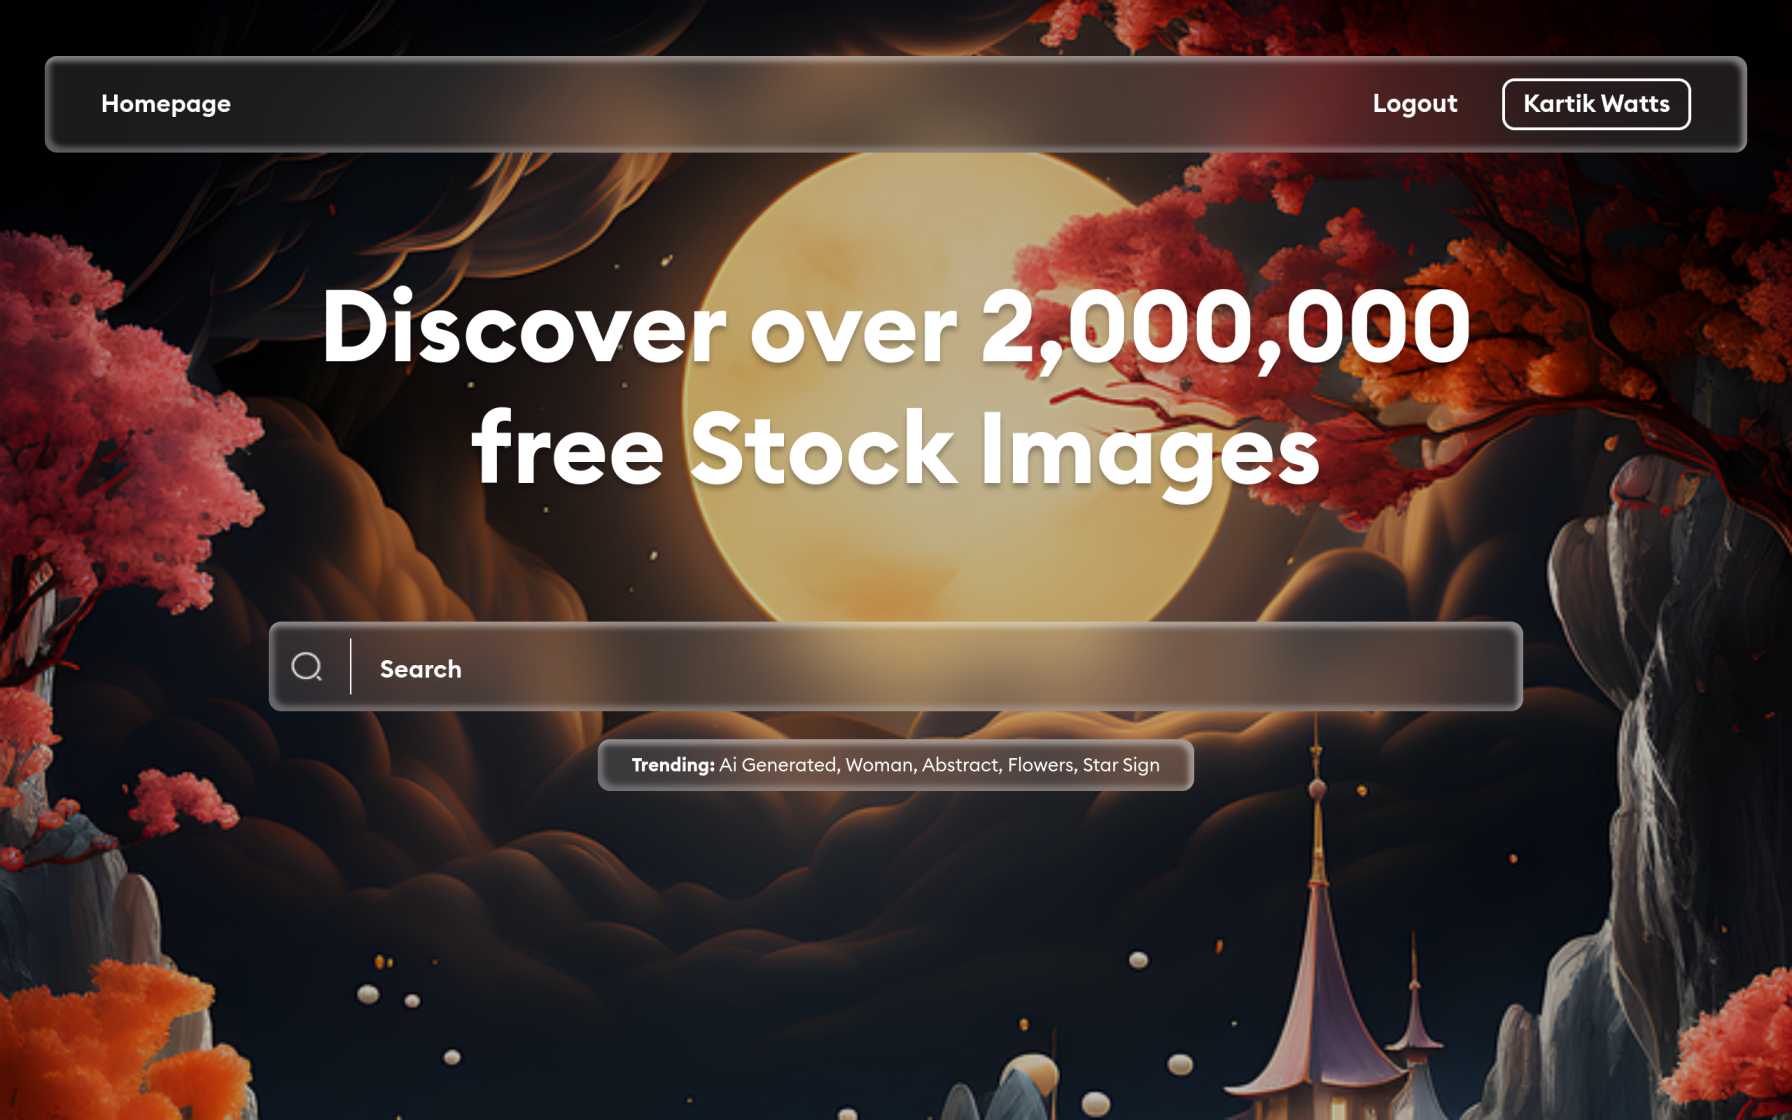 Homepage
Logout
Kartik Watts
Discover over 2,000,000
free Stock Images
Search
Trending: Ai Generated, Woman, Abstract, Flowers, Star Sign